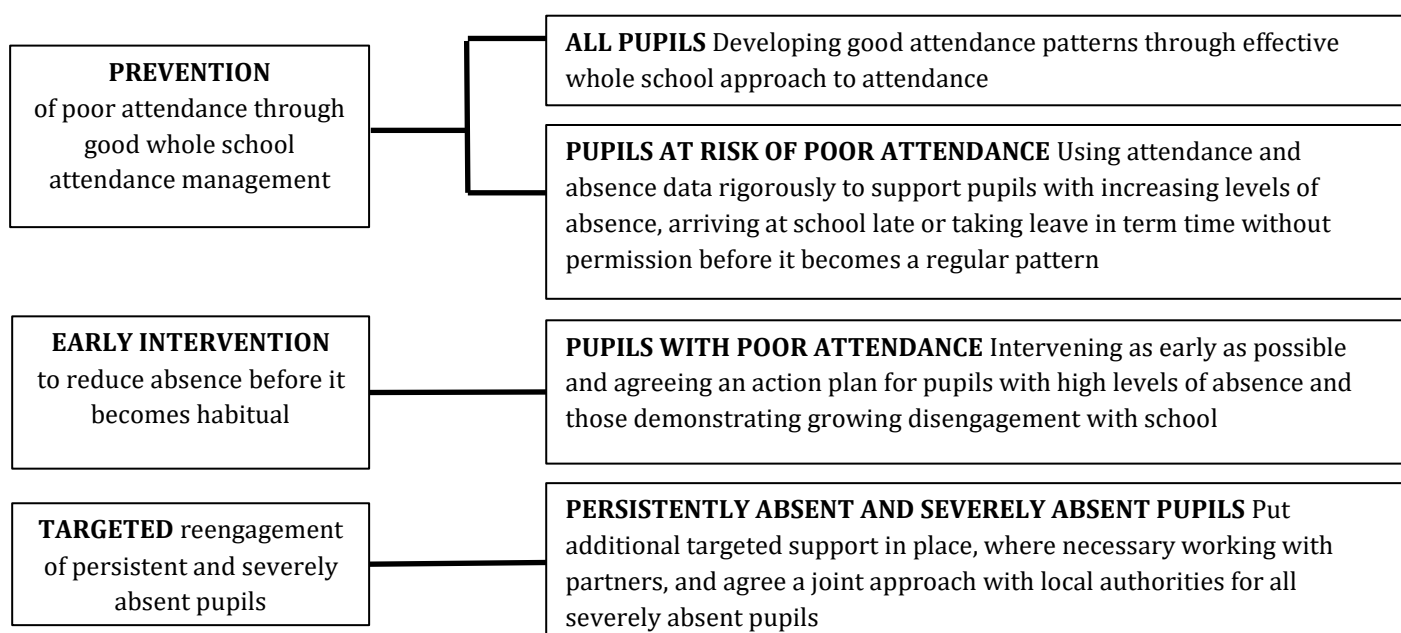 PREVENTION
of poor attendance through
good whole school
attendance management
ALL PUPILS Developing good attendance patterns through effective
whole school approach to attendance
PUPILS AT RISK OF POOR ATTENDANCE Using attendance and
absence data rigorously to support pupils with increasing levels of
absence, arriving at school late or taking leave in term time without
permission before it becomes a regular pattern
EARLY INTERVENTION
to reduce absence before it
becomes habitual
PUPILS WITH POOR ATTENDANCE Intervening as early as possible
and agreeing an action plan for pupils with high levels of absence and
those demonstrating growing disengagement with school
TARGETED reengagement
of persistent and severely
absent pupils
PERSISTENTLY ABSENT AND SEVERELY ABSENT PUPILS Put
additional targeted support in place, where necessary working with
partners, and agree a joint approach with local authorities for all
severely absent pupils